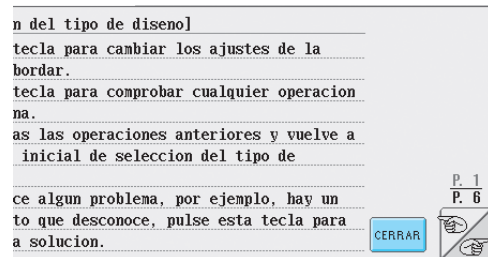 n del tipo de diseno]
tecla para cambiar los ajustes de la
bordar.
tecla para comprobar cualquier operacion
na.
as las operaciones anteriores y vuelve a
inicial de seleccion del tipo de
ce algun problema, por ejemplo, hay un
to que desconoce, pulse esta tecla para
a solucion.
P. 1
P. 6
CERRAR